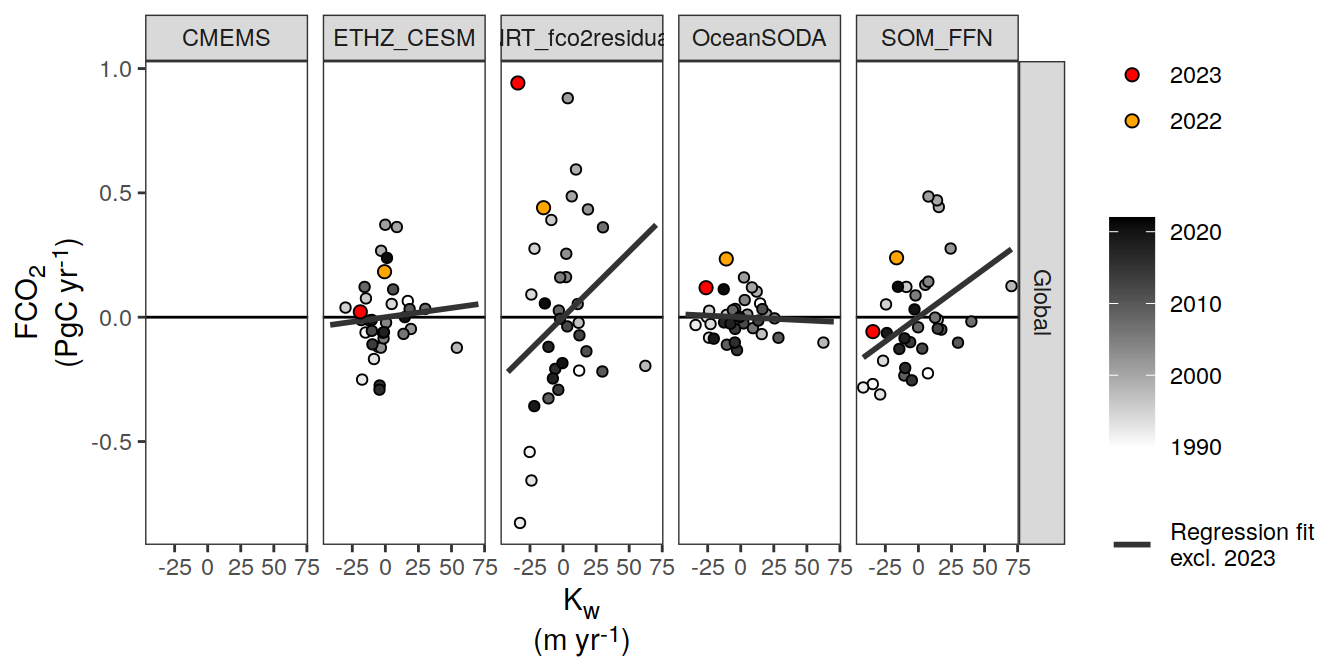 CMEMS ETHZ_CESM NRT_fco2residual OceanSODA SOM_FFN
1.0
0.5
0.0
-0.5
FCO2
(PgC yr-1)
Global
-25 0 25 50 75 -25 0 25 50 75 -25 0 25 50 75 -25 0 25 50 75 -25 0 25 50 75
Kw
(m yr-1)
2023
2022
2020
2010
2000
1990
Regression fit
excl. 2023